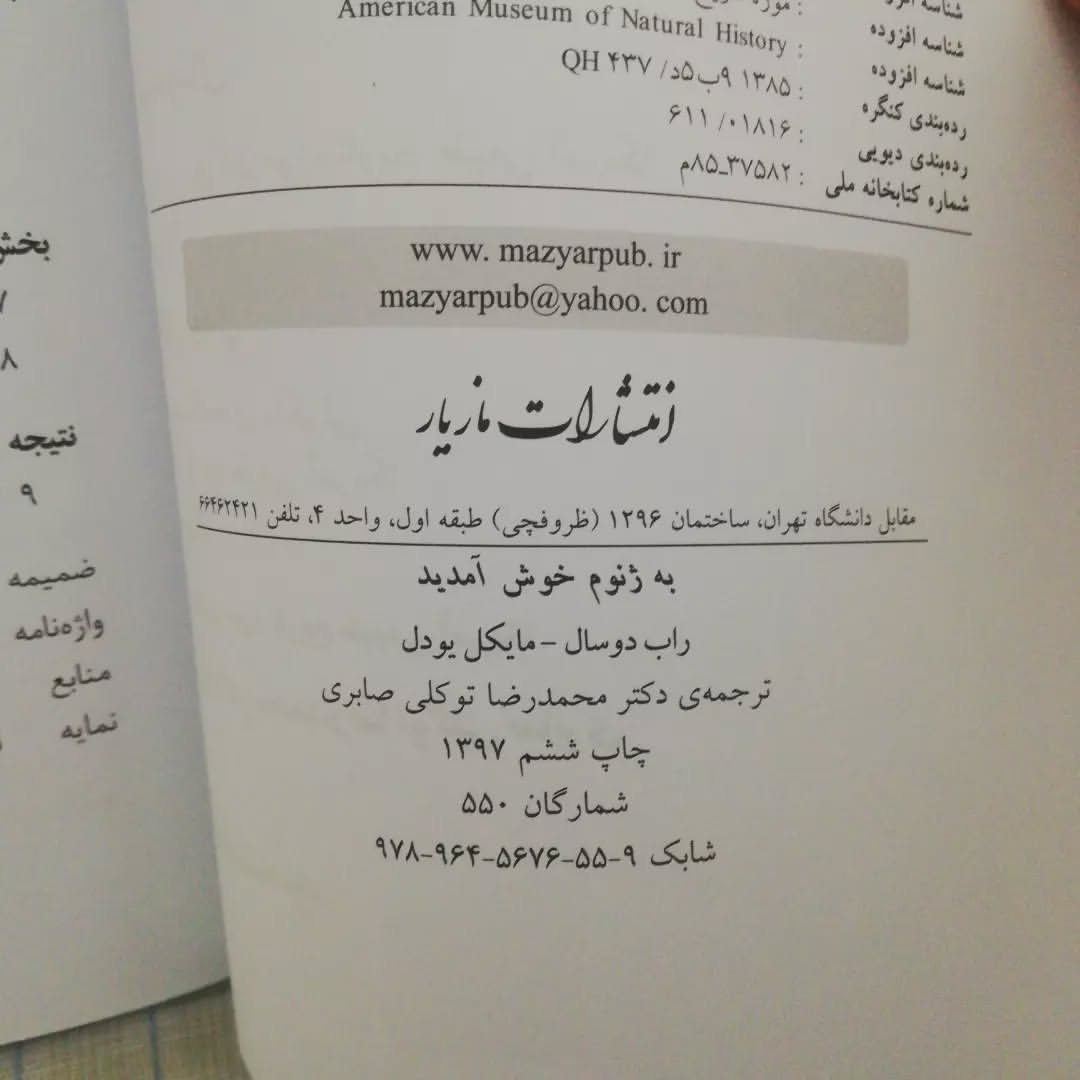 شناسه افزوده : American Museum of Natural History
شناسه افزوده
رده‌بندی کنگره : ۱۳۸۵ ۹ب۵د/ ۴۳۷ QH
رده‌بندی دیویی : ۶۱۱ /۰۱۸۱۶
شماره کتابخانه ملی : ۳۷۵۸۲-۸۵م
www. mazyarpub. ir
mazyarpub@yahoo. com
انتشارات مازیار
مقابل دانشگاه تهران، ساختمان ۱۲۹۶ (ظروفچی) طبقه اول، واحد ۴، تلفن ۶۶۴۶۲۴۲۱
به ژنوم خوش آمدید
راب دوسال - مایکل یودل
ترجمه‌ی دکتر محمدرضا توکلی صابری
چاپ ششم ۱۳۹۷
شمارگان ۵۵۰
شابک ۹-۵۵-۵۶۷۶-۹۶۴-۹۷۸
بخش
۷
۸
نتیجه
۹
ضمیمه
واژه‌نامه
منابع
نمایه